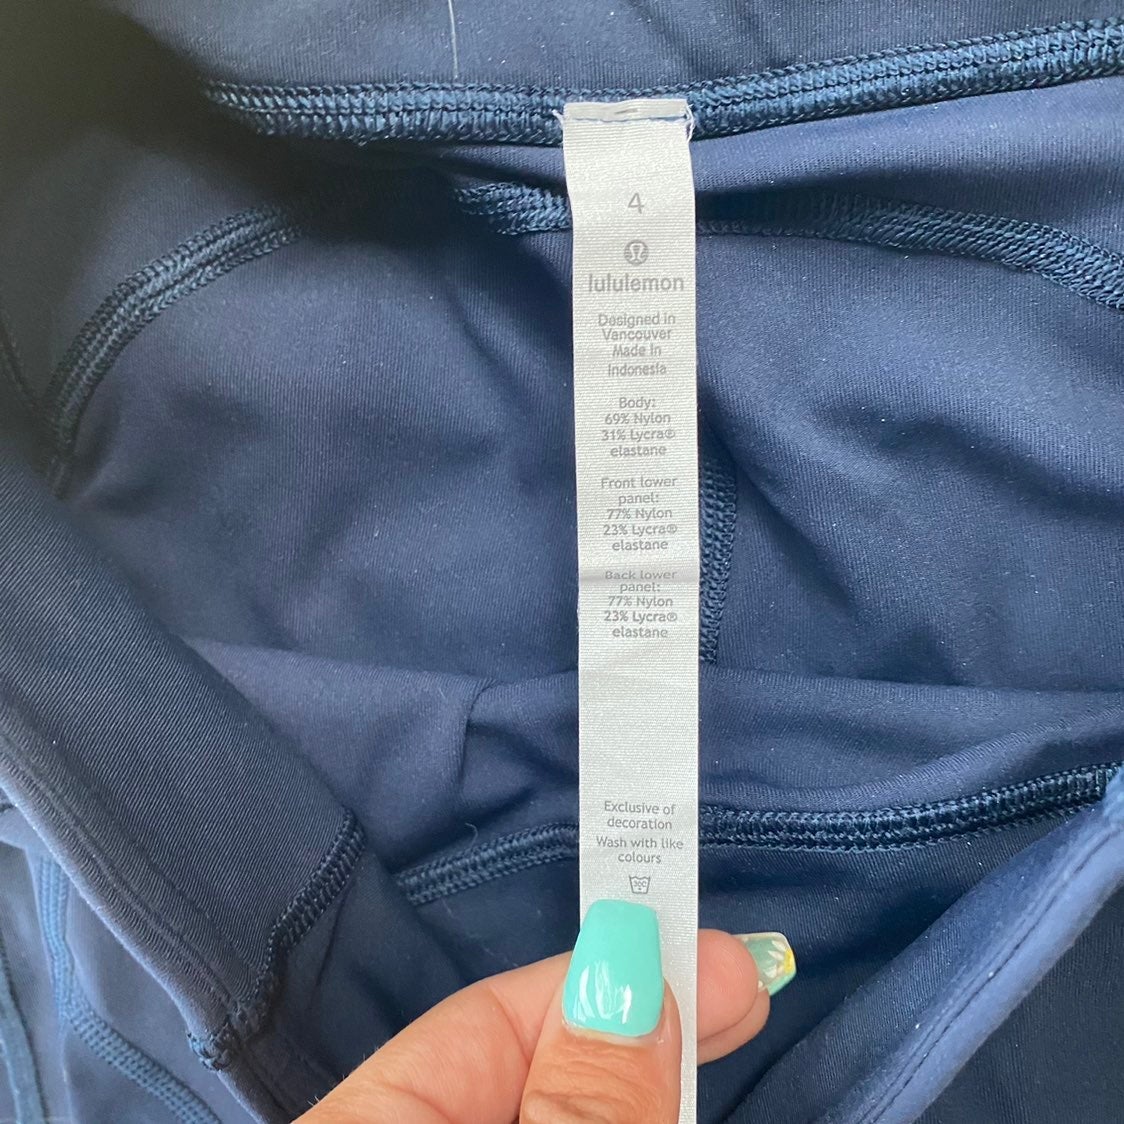 4
lululemon
Designed in
Vancouver
Made in
Indonesia
Body:
69% Nylon
31% Lycra®
elastane
Front lower
panel:
77% Nylon
23% Lycra®
elastane
Back lower
panel:
77% Nylon
23% Lycra®
elastane
Exclusive of
decoration
Wash with like
colours